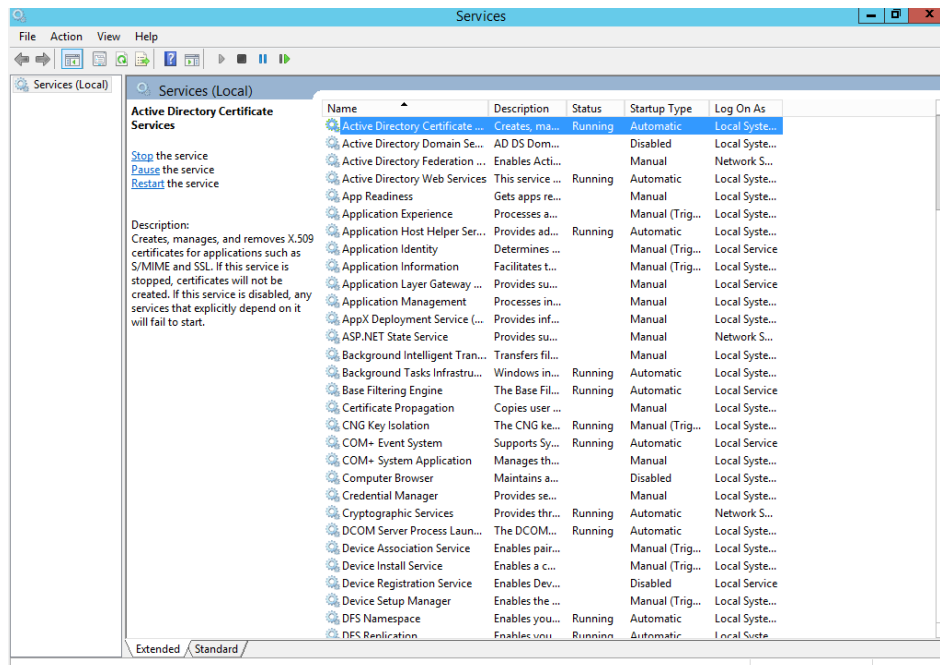 Services
File Action View Help
Services (Local)
Services (Local)
Active Directory Certificate
Services
Stop the service
Pause the service
Restart the service
Description:
Creates, manages, and removes X.509
certificates for applications such as
S/MIME and SSL. If this service is
stopped, certificates will not be
created. If this service is disabled, any
services that explicitly depend on it
will fail to start.
Name Description Status Startup Type Log On As
Active Directory Certificate ... Creates, ma... Running Automatic Local Syste...
Active Directory Domain Se... AD DS Dom... Disabled Local Syste...
Active Directory Federation ... Enables Acti... Manual Network S...
Active Directory Web Services This service ... Running Automatic Local Syste...
App Readiness Gets apps re... Manual Local Syste...
Application Experience Processes a... Manual (Trig... Local Syste...
Application Host Helper Ser... Provides ad... Running Automatic Local Syste...
Application Identity Determines ... Manual (Trig... Local Service
Application Information Facilitates t... Manual (Trig... Local Syste...
Application Layer Gateway ... Provides su... Manual Local Service
Application Management Processes in... Manual Local Syste...
AppX Deployment Service (... Provides inf... Manual Local Syste...
ASP.NET State Service Provides su... Manual Network S...
Background Intelligent Tran... Transfers fil... Manual Local Syste...
Background Tasks Infrastru... Windows in... Running Automatic Local Syste...
Base Filtering Engine The Base Fil... Running Automatic Local Service
Certificate Propagation Copies user ... Manual Local Syste...
CNG Key Isolation The CNG ke... Running Manual (Trig... Local Syste...
COM+ Event System Supports Sy... Running Automatic Local Service
COM+ System Application Manages th... Manual Local Syste...
Computer Browser Maintains a... Disabled Local Syste...
Credential Manager Provides se... Manual Local Syste...
Cryptographic Services Provides thr... Running Automatic Network S...
DCOM Server Process Laun... The DCOM... Running Automatic Local Syste...
Device Association Service Enables pair... Manual (Trig... Local Syste...
Device Install Service Enables a c... Manual (Trig... Local Syste...
Device Registration Service Enables Dev... Disabled Local Service
Device Setup Manager Enables the ... Manual (Trig... Local Syste...
DFS Namespace Enables you... Running Automatic Local Syste...
DFS Replication Enables you... Running Automatic Local Syste...
Extended Standard